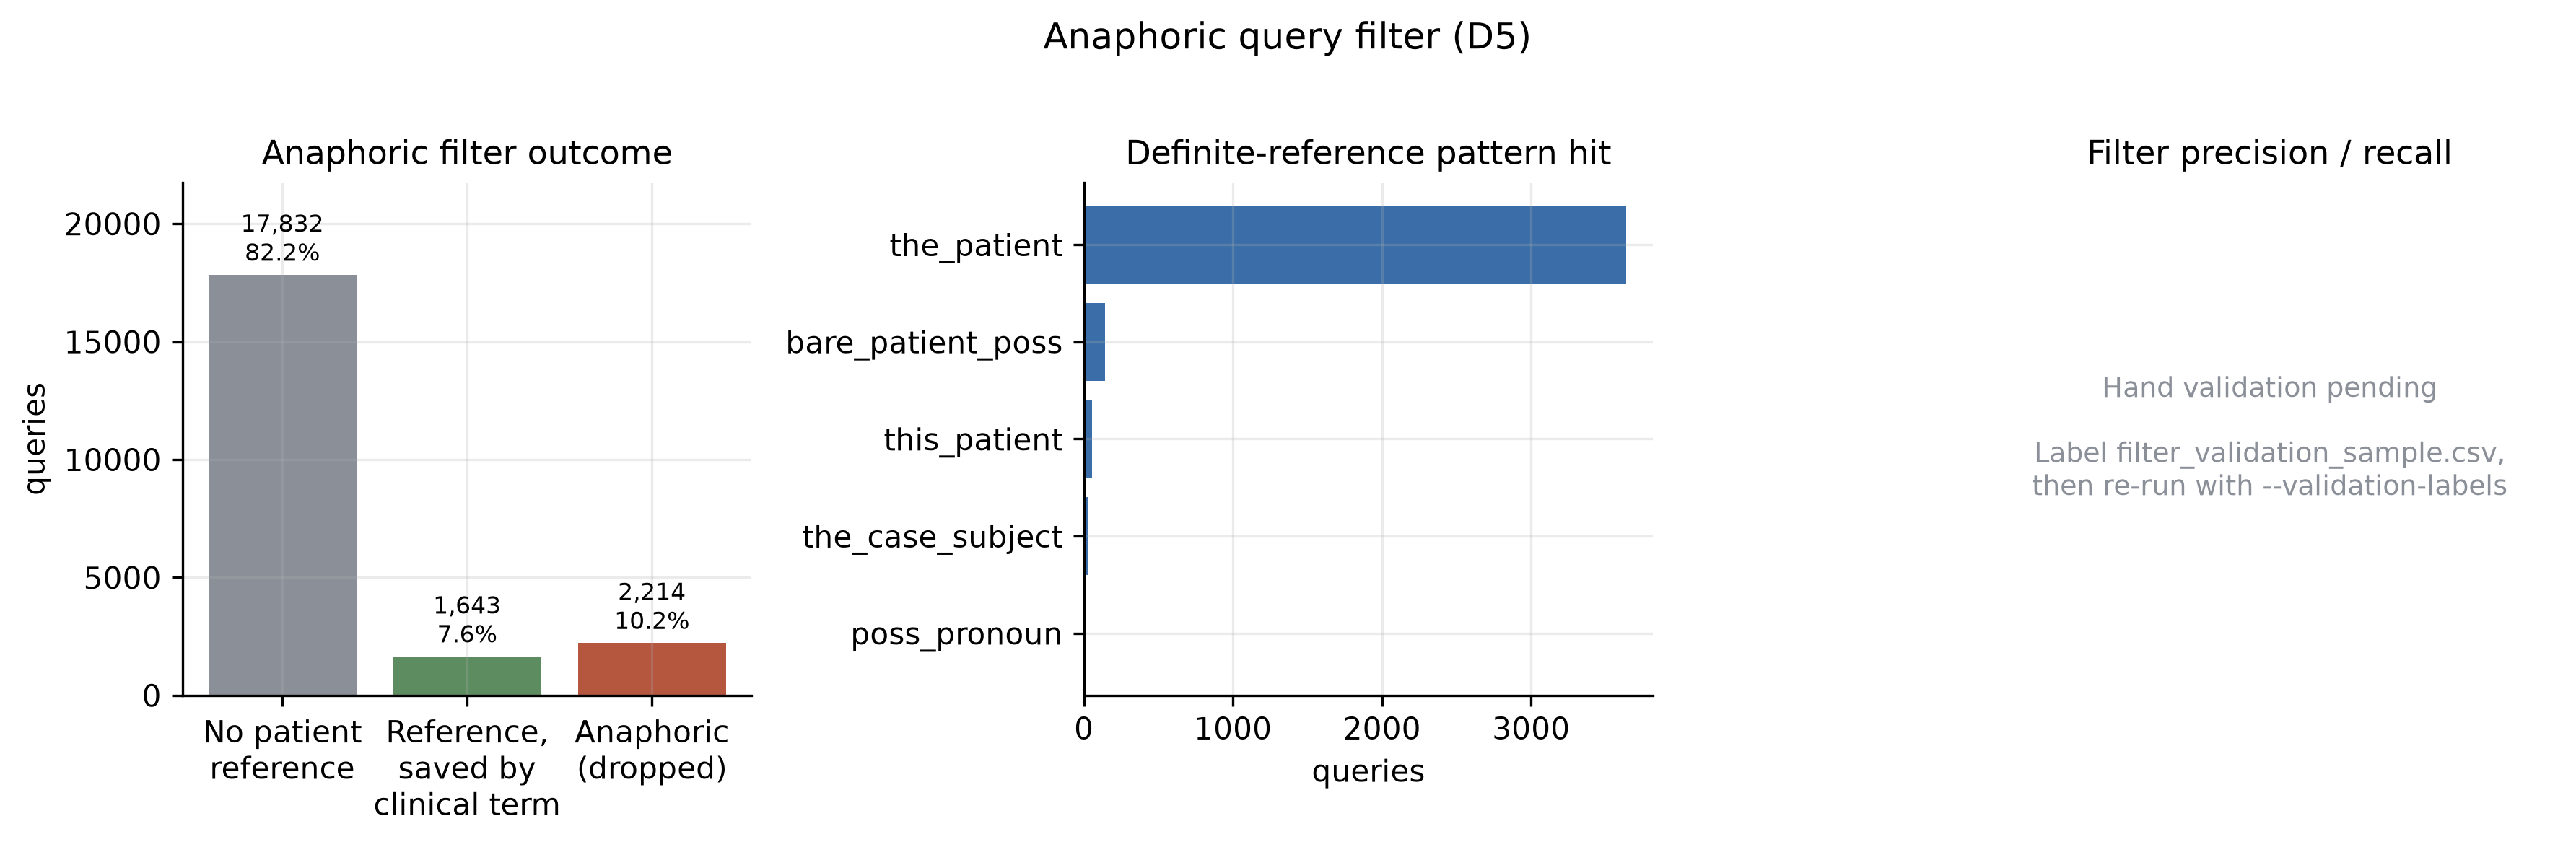 Anaphoric query filter (D5)
Anaphoric filter outcome
queries
20000
15000
10000
5000
0
17,832
82.2%
1,643
7.6%
2,214
10.2%
No patient
reference
Reference,
saved by
clinical term
Anaphoric
(dropped)
Definite-reference pattern hit
the_patient
bare_patient_poss
this_patient
the_case_subject
poss_pronoun
0 1000 2000 3000
queries
Filter precision / recall
Hand validation pending
Label filter_validation_sample.csv,
then re-run with --validation-labels